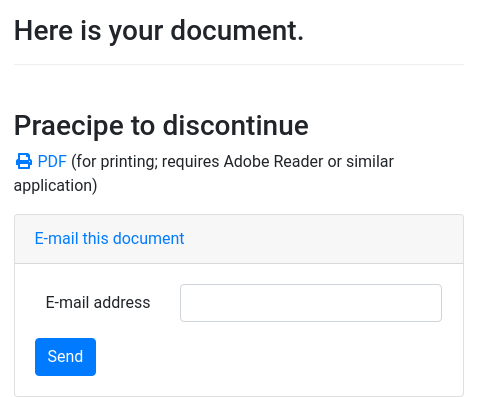 Here is your document.
Praecipe to discontinue
PDF (for printing; requires Adobe Reader or similar
application)
E-mail this document
E-mail address
Send